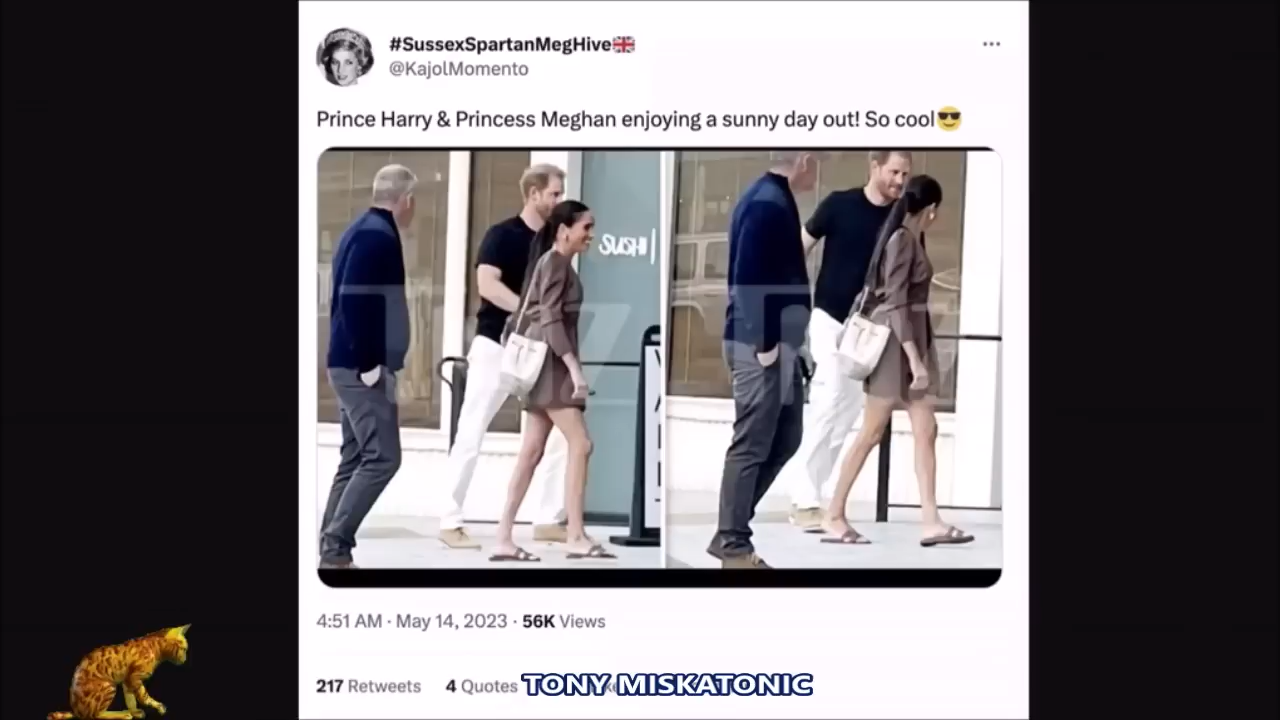 #SussexSpartanMegHive🇬🇧
@KajolMomento
Prince Harry & Princess Meghan enjoying a sunny day out! So cool😎
SUSHI
4:51 AM · May 14, 2023 · 56K Views
217 Retweets 4 Quotes
TONY MISKATONIC